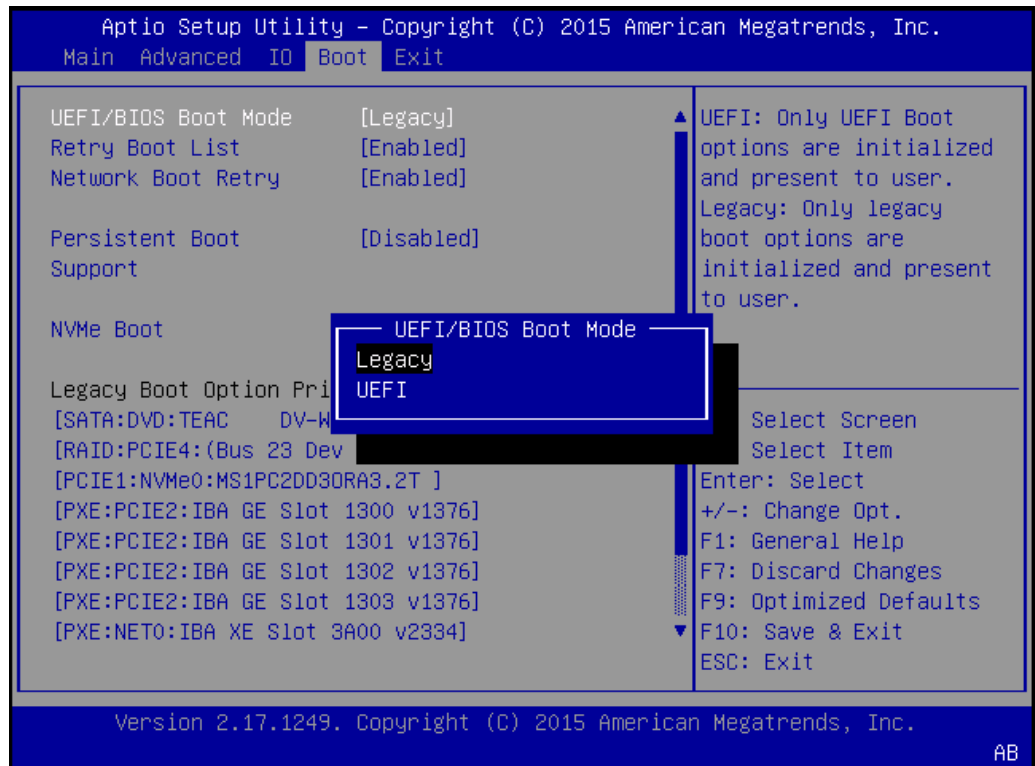 Aptio Setup Utility – Copyright (C) 2015 American Megatrends, Inc.
Main Advanced IO Boot Exit
UEFI/BIOS Boot Mode [Legacy]
Retry Boot List [Enabled]
Network Boot Retry [Enabled]
Persistent Boot [Disabled]
Support
NVMe Boot
Legacy Boot Option Pri
[SATA:DVD:TEAC DV-W
[RAID:PCIE4:(Bus 23 Dev
[PCIE1:NVMe0:MS1PC2DD3ORA3.2T ]
[PXE:PCIE2:IBA GE Slot 1300 v1376]
[PXE:PCIE2:IBA GE Slot 1301 v1376]
[PXE:PCIE2:IBA GE Slot 1302 v1376]
[PXE:PCIE2:IBA GE Slot 1303 v1376]
[PXE:NET0:IBA XE Slot 3A00 v2334]
UEFI/BIOS Boot Mode
Legacy
UEFI
UEFI: Only UEFI Boot
options are initialized
and present to user.
Legacy: Only legacy
boot options are
initialized and present
to user.
Select Screen
Select Item
Enter: Select
+/-: Change Opt.
F1: General Help
F7: Discard Changes
F9: Optimized Defaults
F10: Save & Exit
ESC: Exit
Version 2.17.1249. Copyright (C) 2015 American Megatrends, Inc.
AB